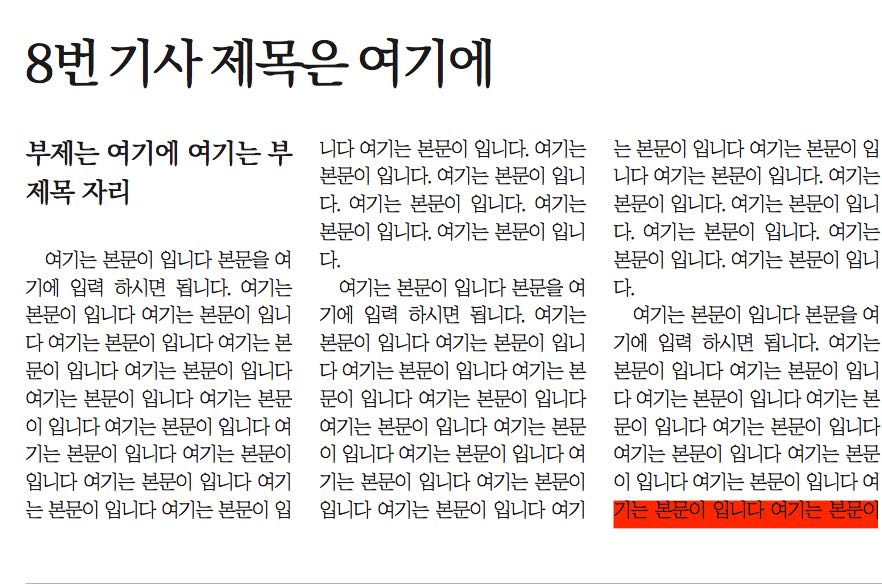 8번 기사 제목은 여기에
부제는 여기에 여기는 부
제목 자리
여기는 본문이 입니다 본문을 여
기에 입력 하시면 됩니다. 여기는
본문이 입니다 여기는 본문이 입니
다 여기는 본문이 입니다 여기는 본
문이 입니다 여기는 본문이 입니다
여기는 본문이 입니다 여기는 본문
이 입니다 여기는 본문이 입니다 여
기는 본문이 입니다 여기는 본문이
입니다 여기는 본문이 입니다 여기
는 본문이 입니다 여기는 본문이 입
니다 여기는 본문이 입니다. 여기는
본문이 입니다. 여기는 본문이 입니
다. 여기는 본문이 입니다. 여기는
본문이 입니다. 여기는 본문이 입니
다.
여기는 본문이 입니다 본문을 여
기에 입력 하시면 됩니다. 여기는
본문이 입니다 여기는 본문이 입니
다 여기는 본문이 입니다 여기는 본
문이 입니다 여기는 본문이 입니다
여기는 본문이 입니다 여기는 본문
이 입니다 여기는 본문이 입니다 여
기는 본문이 입니다 여기는 본문이
입니다 여기는 본문이 입니다 여기
는 본문이 입니다 여기는 본문이 입
니다 여기는 본문이 입니다. 여기는
본문이 입니다. 여기는 본문이 입니
다. 여기는 본문이 입니다. 여기는
본문이 입니다. 여기는 본문이 입니
다.
여기는 본문이 입니다 본문을 여
기에 입력 하시면 됩니다. 여기는
본문이 입니다 여기는 본문이 입니
다 여기는 본문이 입니다 여기는 본
문이 입니다 여기는 본문이 입니다
여기는 본문이 입니다 여기는 본문
이 입니다 여기는 본문이 입니다 여
기는 본문이 입니다 여기는 본문이